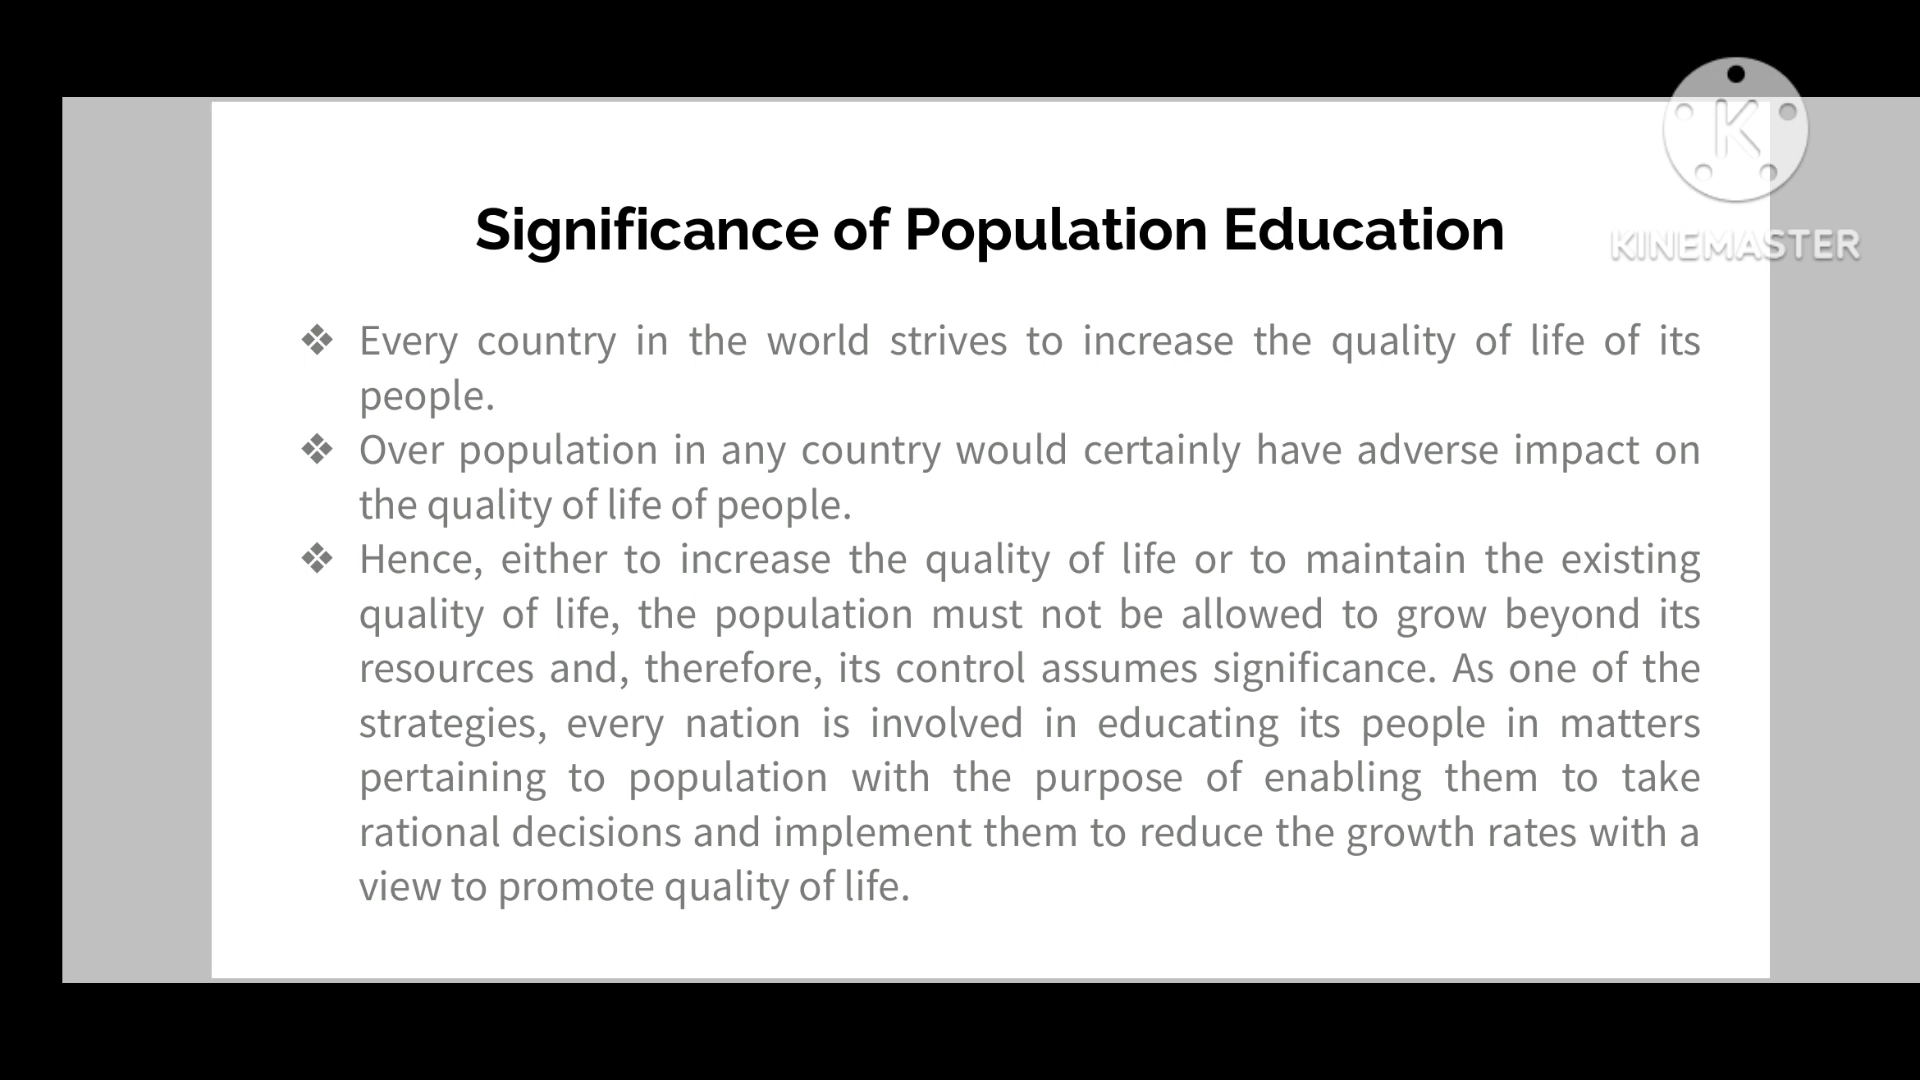 K
KINEMASTER
Significance of Population Education
❖ Every country in the world strives to increase the quality of life of its
people.
❖ Over population in any country would certainly have adverse impact on
the quality of life of people.
❖ Hence, either to increase the quality of life or to maintain the existing
quality of life, the population must not be allowed to grow beyond its
resources and, therefore, its control assumes significance. As one of the
strategies, every nation is involved in educating its people in matters
pertaining to population with the purpose of enabling them to take
rational decisions and implement them to reduce the growth rates with a
view to promote quality of life.